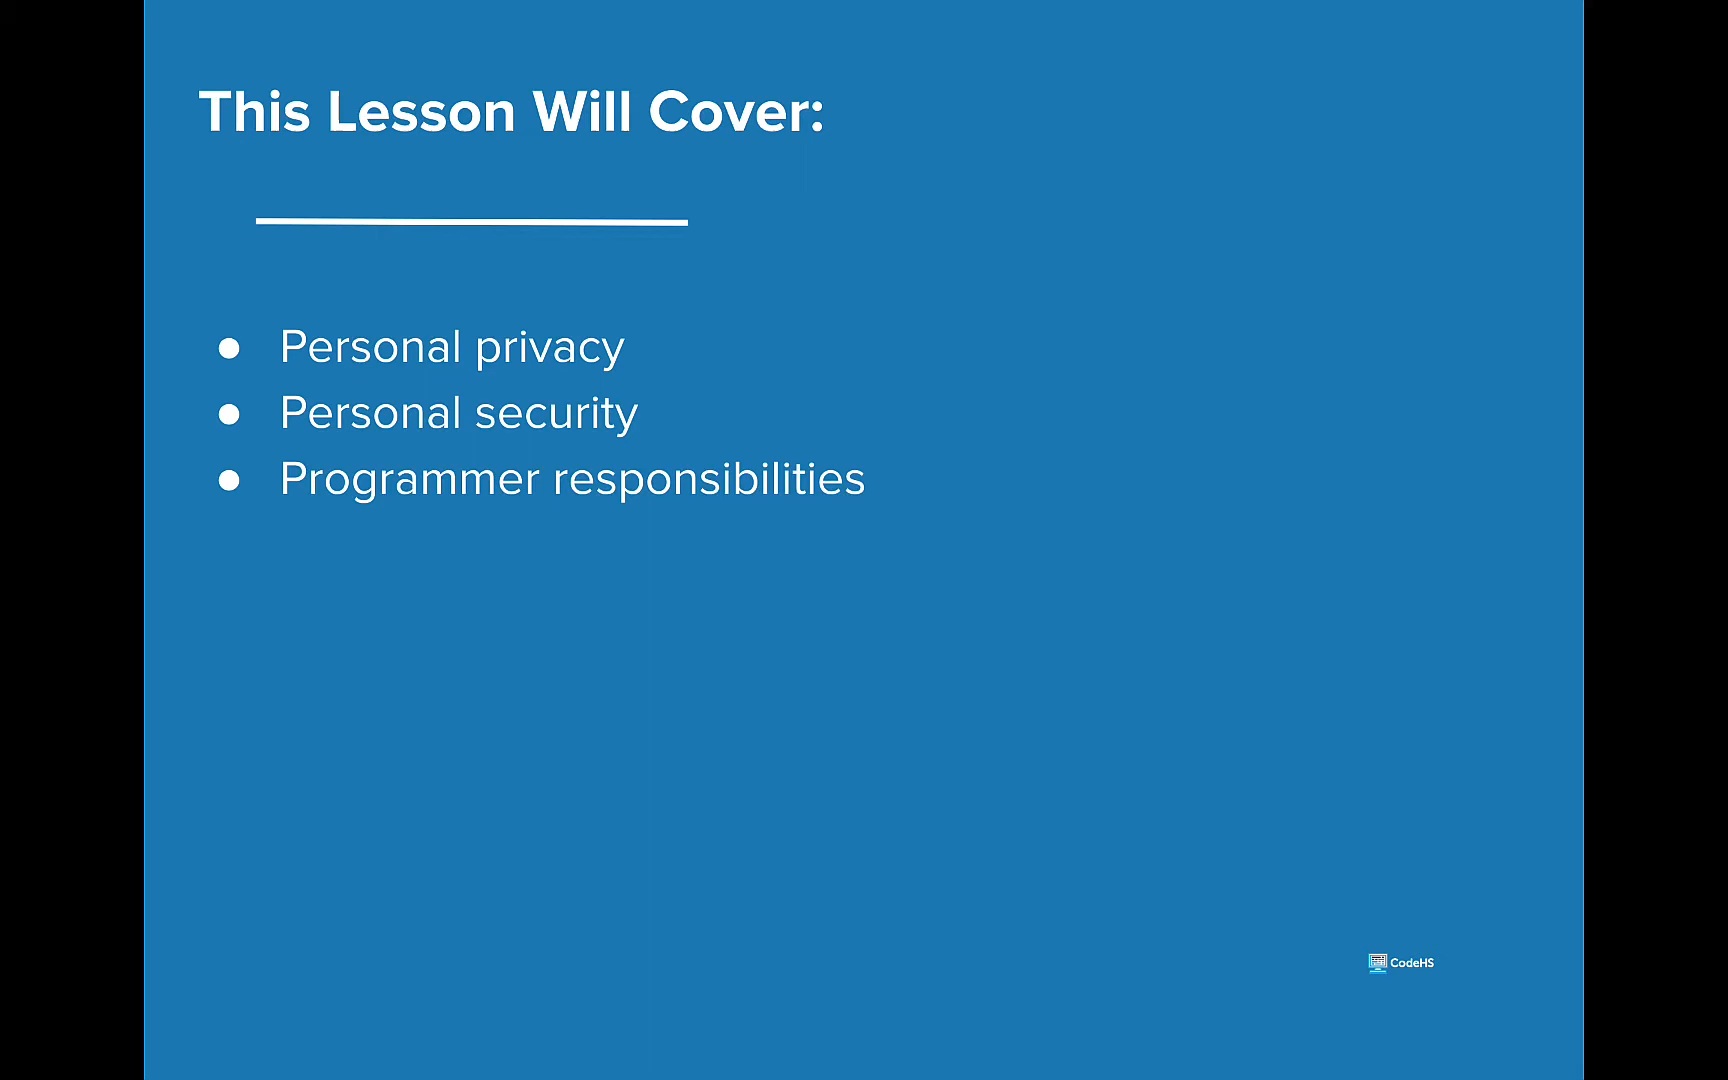 This Lesson Will Cover:
● Personal privacy
● Personal security
● Programmer responsibilities
CodeHS